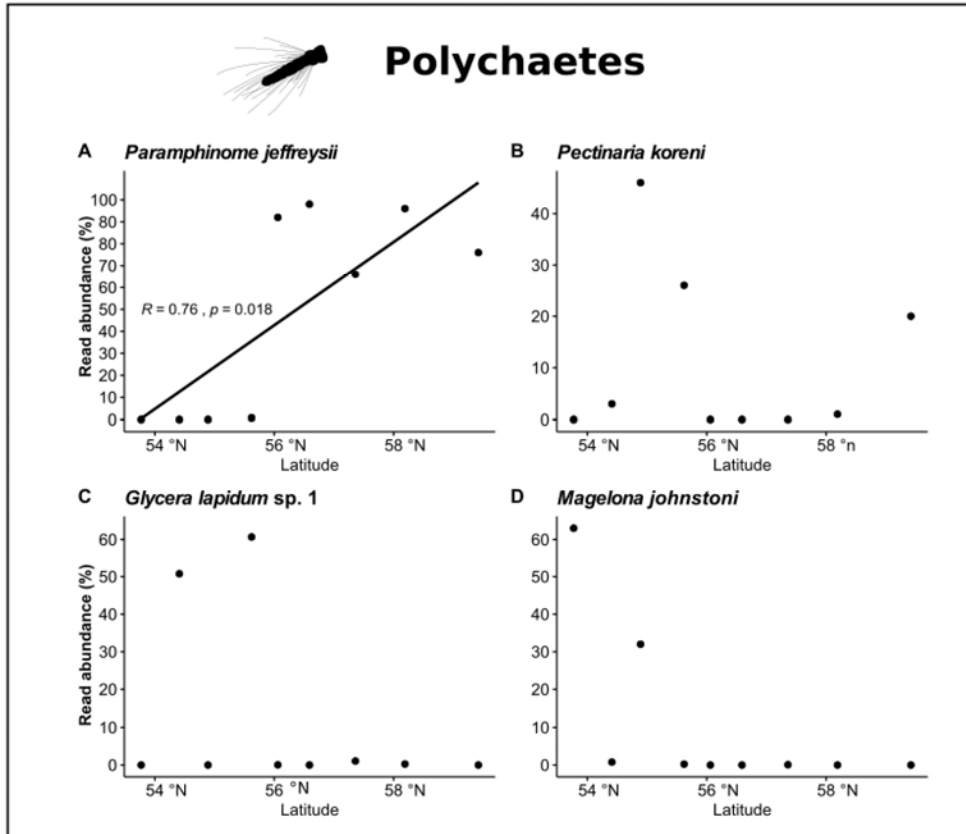 Polychaetes
A Paramphinome jeffreysii
Read abundance (%)
100
90
80
70
60
50
40
30
20
10
0
R = 0.76 , p = 0.018
54 °N
56 °N
58 °N
Latitude
B Pectinaria koreni
40
30
20
10
0
54 °N
56 °N
58 °n
Latitude
C Glycera lapidum sp. 1
Read abundance (%)
60
50
40
30
20
10
0
54 °N
56 °N
58 °N
Latitude
D Magelona johnstoni
60
50
40
30
20
10
0
54 °N
56 °N
58 °N
Latitude